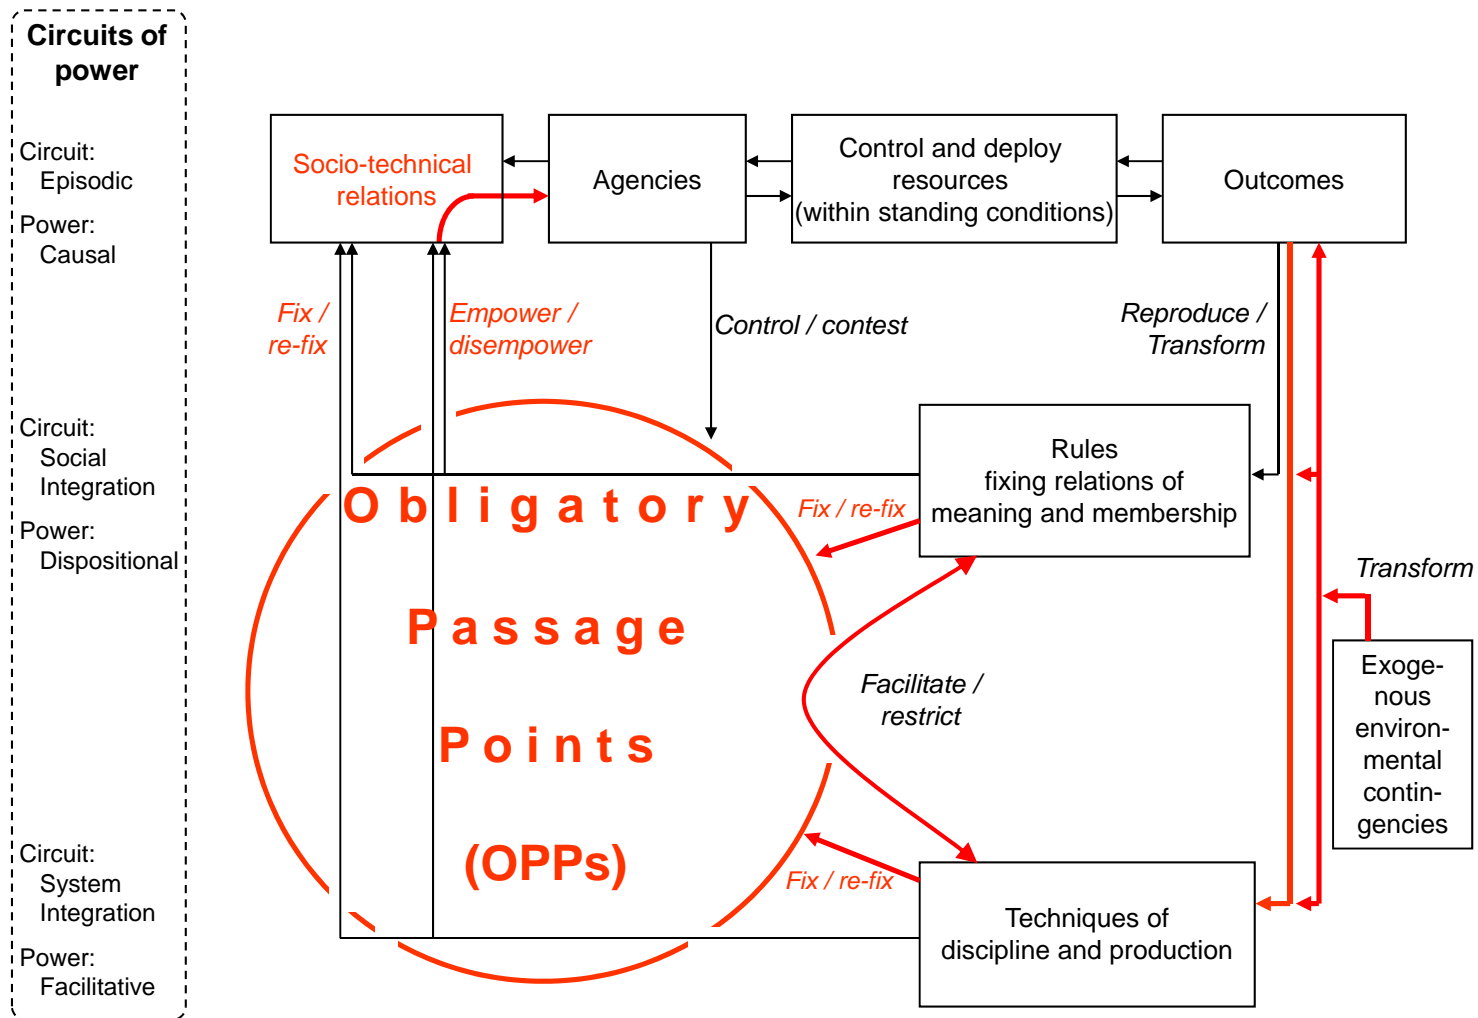 Circuits of
power
Circuit:
Episodic
Power:
Causal
Circuit:
Social
Integration
Power:
Dispositional
Circuit:
System
Integration
Power:
Facilitative
Socio-technical
relations
Agencies
Control and deploy
resources
(within standing conditions)
Outcomes
Fix /
re-fix
Empower /
disempower
Control / contest
Reproduce /
Transform
Rules
fixing relations of
meaning and membership
Fix / re-fix
Obligatory
Passage
Points
(OPPs)
Facilitate /
restrict
Transform
Exoge-
nous
environ-
mental
contin-
gencies
Fix / re-fix
Techniques of
discipline and production